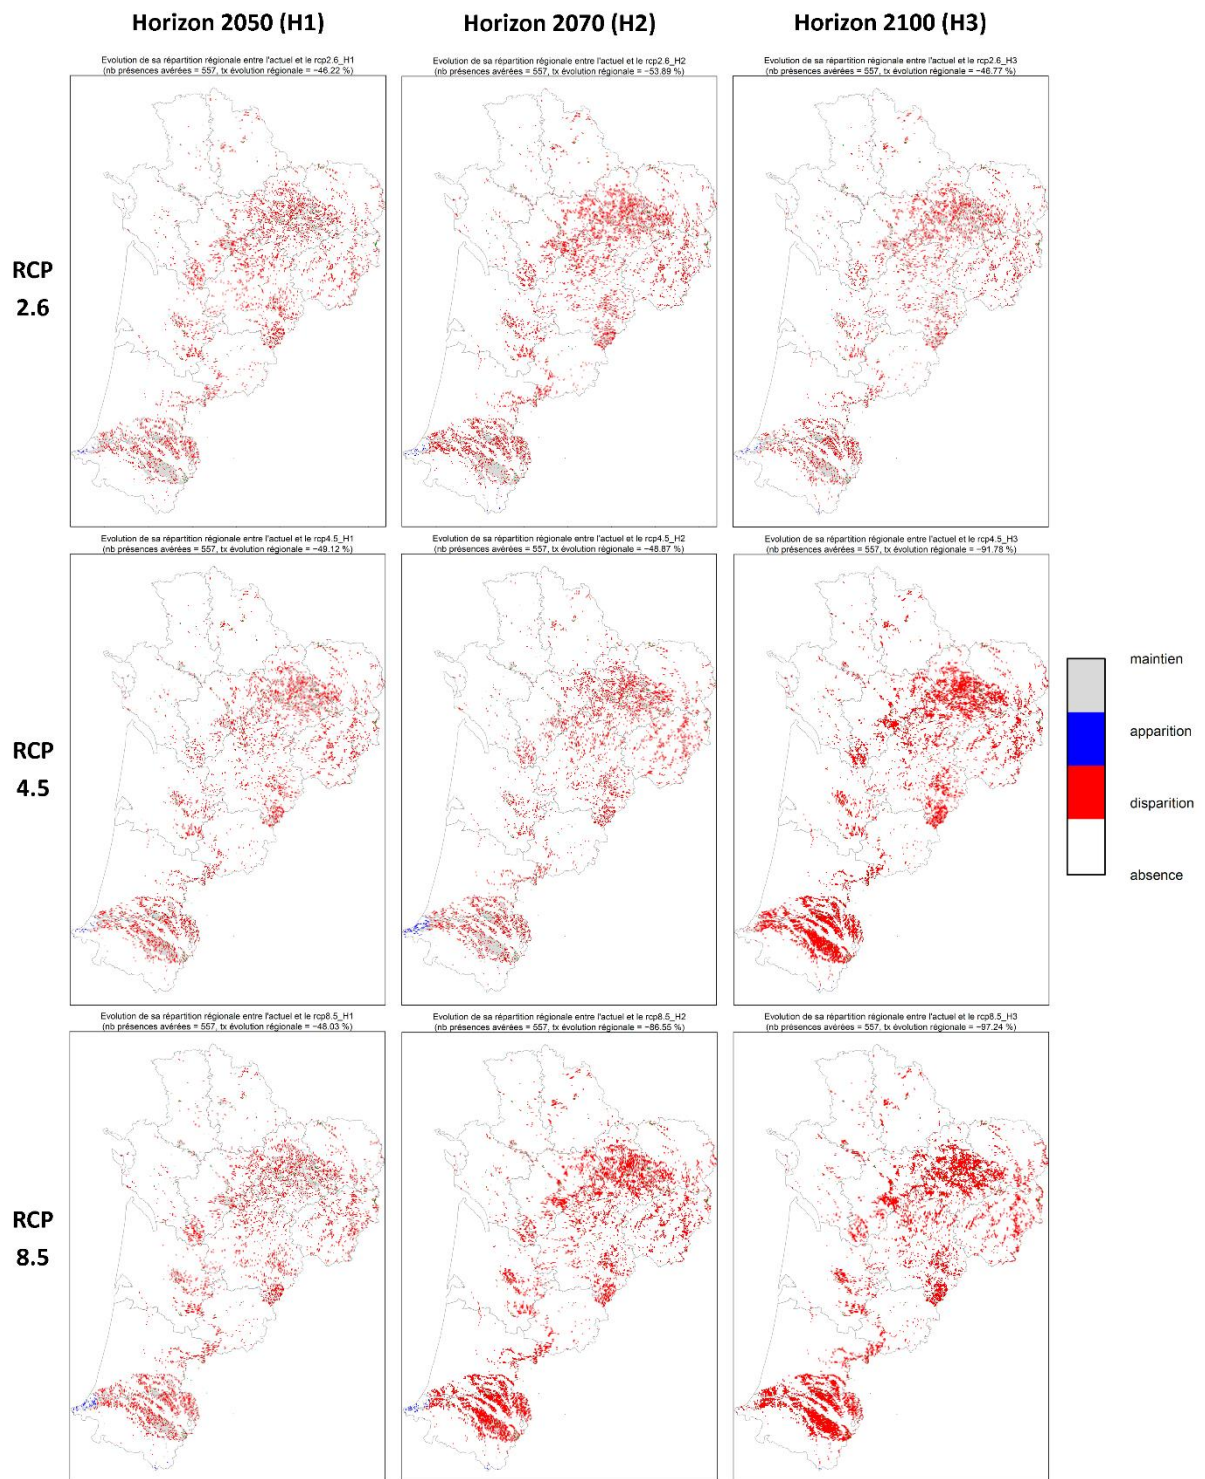 Horizon 2050 (H1)
Horizon 2070 (H2)
Horizon 2100 (H3)
Evolution de sa répartition régionale entre l'actuel et le rcp2.6_H1
(nb présences avérées = 557, tx évolution régionale = −46.22 %)
Evolution de sa répartition régionale entre l'actuel et le rcp2.6_H2
(nb présences avérées = 557, tx évolution régionale = −53.89 %)
Evolution de sa répartition régionale entre l'actuel et le rcp2.6_H3
(nb présences avérées = 557, tx évolution régionale = −46.77 %)
RCP
2.6
Evolution de sa répartition régionale entre l'actuel et le rcp4.5_H1
(nb présences avérées = 557, tx évolution régionale = −49.12 %)
Evolution de sa répartition régionale entre l'actuel et le rcp4.5_H2
(nb présences avérées = 557, tx évolution régionale = −48.87 %)
Evolution de sa répartition régionale entre l'actuel et le rcp4.5_H3
(nb présences avérées = 557, tx évolution régionale = −91.78 %)
RCP
4.5
maintien
apparition
disparition
absence
Evolution de sa répartition régionale entre l'actuel et le rcp8.5_H1
(nb présences avérées = 557, tx évolution régionale = −48.03 %)
Evolution de sa répartition régionale entre l'actuel et le rcp8.5_H2
(nb présences avérées = 557, tx évolution régionale = −86.55 %)
Evolution de sa répartition régionale entre l'actuel et le rcp8.5_H3
(nb présences avérées = 557, tx évolution régionale = −97.24 %)
RCP
8.5